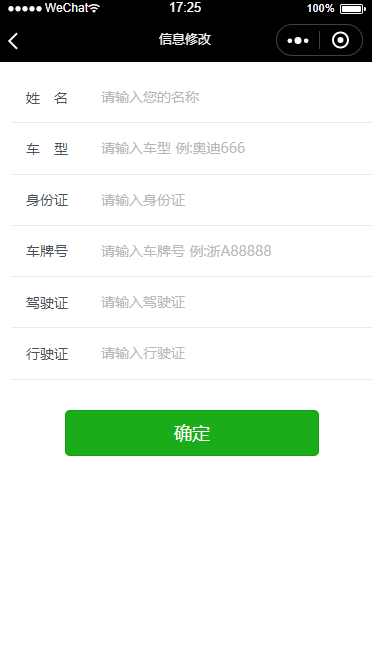 WeChat 17:25 100%
信息修改
姓 名 请输入您的名称
车 型 请输入车型 例:奥迪666
身份证 请输入身份证
车牌号 请输入车牌号 例:浙A88888
驾驶证 请输入驾驶证
行驶证 请输入行驶证
确定